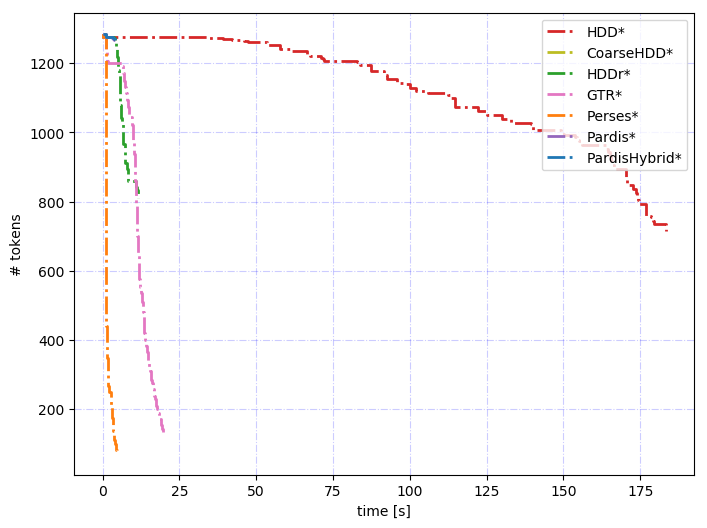 HDD*
CoarseHDD*
HDDr*
GTR*
Perses*
Pardis*
PardisHybrid*
1200
1000
800
600
400
200
# tokens
0 25 50 75 100 125 150 175
time [s]